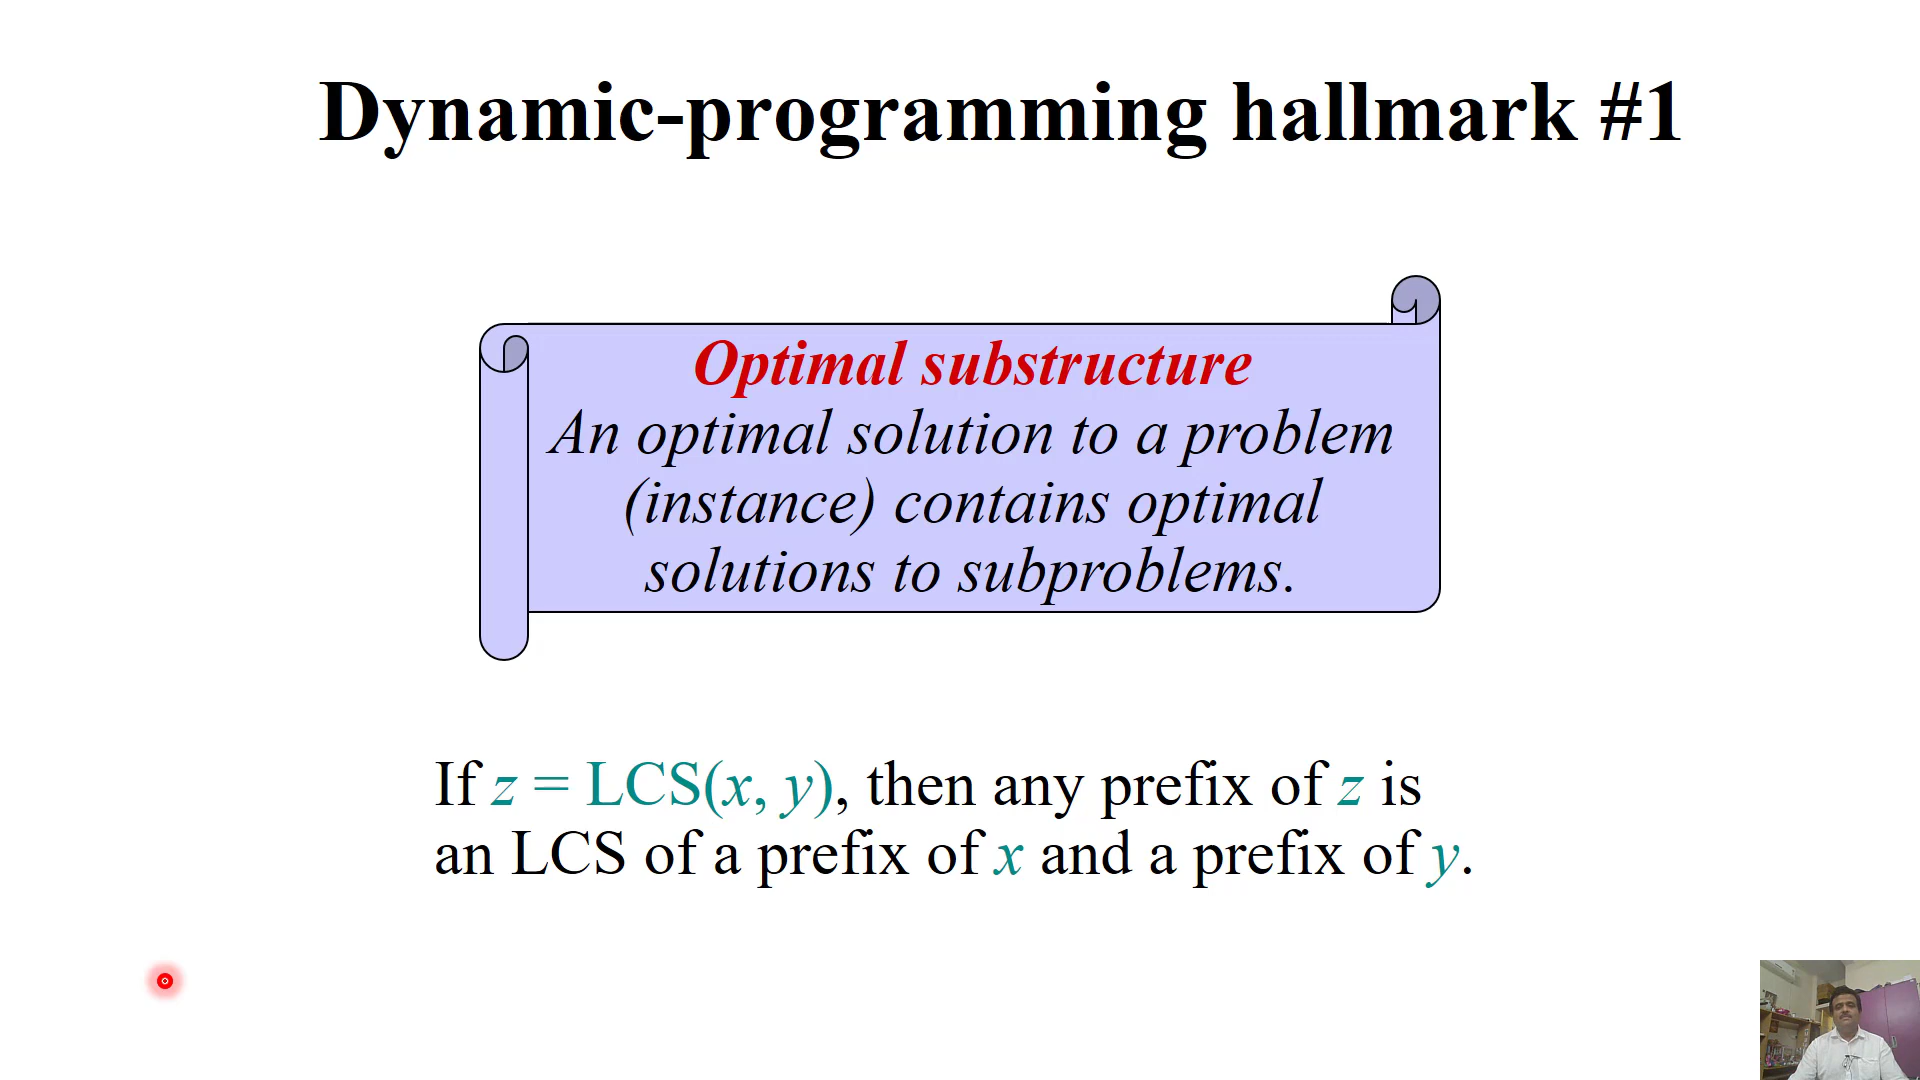 Dynamic-programming hallmark #1
Optimal substructure
An optimal solution to a problem
(instance) contains optimal
solutions to subproblems.
If z = LCS(x, y), then any prefix of z is
an LCS of a prefix of x and a prefix of y.